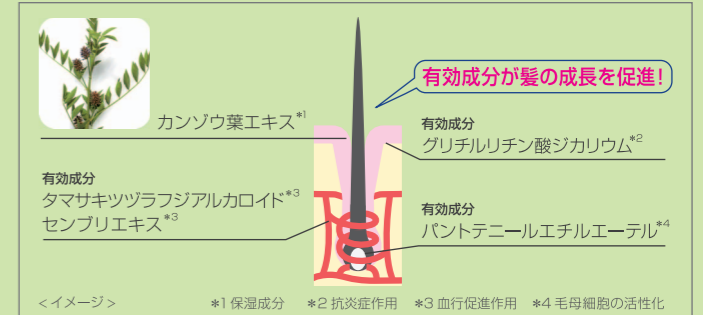 有効成分が髪の成長を促進!
カンゾウ葉エキス*1
有効成分
グリチルリチン酸ジカリウム*2
有効成分
タマサキツヅラフジアルカロイド*3
センブリエキス*3
有効成分
パントテニールエチルエーテル*4
<イメージ>
*1 保湿成分 *2 抗炎症作用 *3 血行促進作用 *4 毛母細胞の活性化